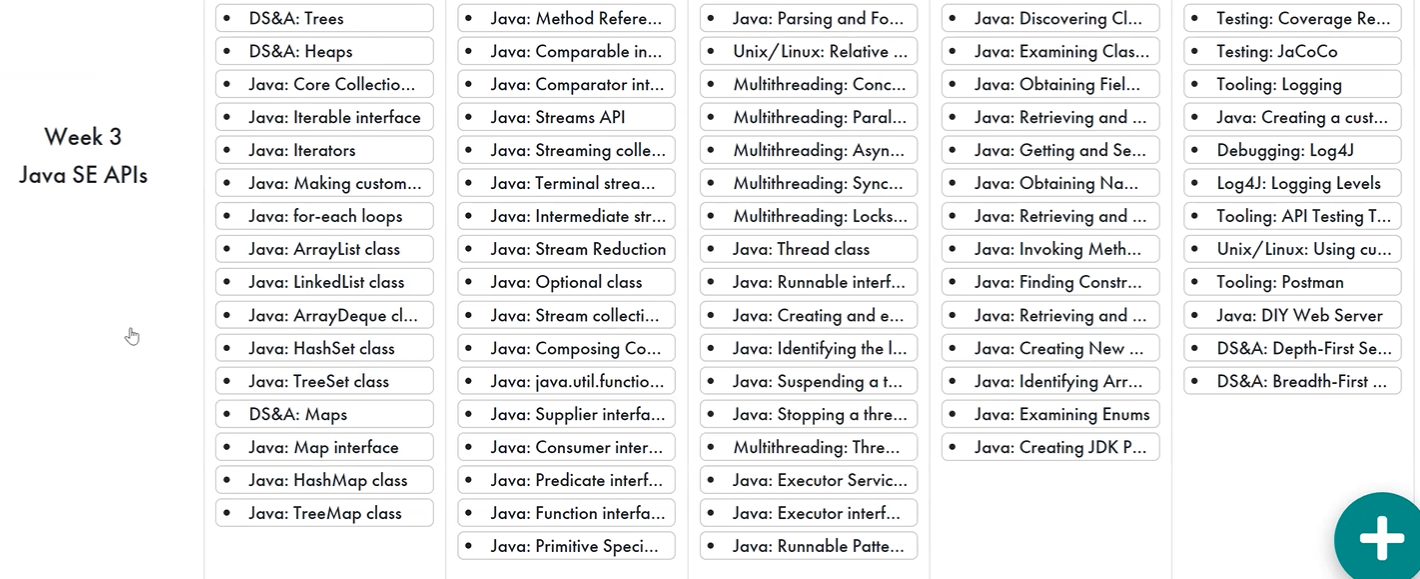 Week 3
Java SE APIs
DS&A: Trees
DS&A: Heaps
Java: Core Collectio...
Java: Iterable interface
Java: Iterators
Java: Making custom...
Java: for-each loops
Java: ArrayList class
Java: LinkedList class
Java: ArrayDeque cl...
Java: HashSet class
Java: TreeSet class
DS&A: Maps
Java: Map interface
Java: HashMap class
Java: TreeMap class
Java: Method Refere...
Java: Comparable in...
Java: Comparator int...
Java: Streams API
Java: Streaming colle...
Java: Terminal strea...
Java: Intermediate str...
Java: Stream Reduction
Java: Optional class
Java: Stream collecti...
Java: Composing Co...
Java: java.util.functio...
Java: Supplier interfa...
Java: Consumer inter...
Java: Predicate interf...
Java: Function interfa...
Java: Primitive Speci...
Java: Parsing and Fo...
Unix/Linux: Relative ...
Multithreading: Conc...
Multithreading: Paral...
Multithreading: Asyn...
Multithreading: Sync...
Multithreading: Locks...
Java: Thread class
Java: Runnable interf...
Java: Creating and e...
Java: Identifying the l...
Java: Suspending a t...
Java: Stopping a thre...
Multithreading: Thre...
Java: Executor Servic...
Java: Executor interf...
Java: Runnable Patte...
Java: Discovering Cl...
Java: Examining Clas...
Java: Obtaining Fiel...
Java: Retrieving and ...
Java: Getting and Se...
Java: Obtaining Na...
Java: Retrieving and ...
Java: Invoking Meth...
Java: Finding Constr...
Java: Retrieving and ...
Java: Creating New ...
Java: Identifying Arr...
Java: Examining Enums
Java: Creating JDK P...
Testing: Coverage Re...
Testing: JaCoCo
Tooling: Logging
Java: Creating a cust...
Debugging: Log4J
Log4J: Logging Levels
Tooling: API Testing T...
Unix/Linux: Using cu...
Tooling: Postman
Java: DIY Web Server
DS&A: Depth-First Se...
DS&A: Breadth-First ...